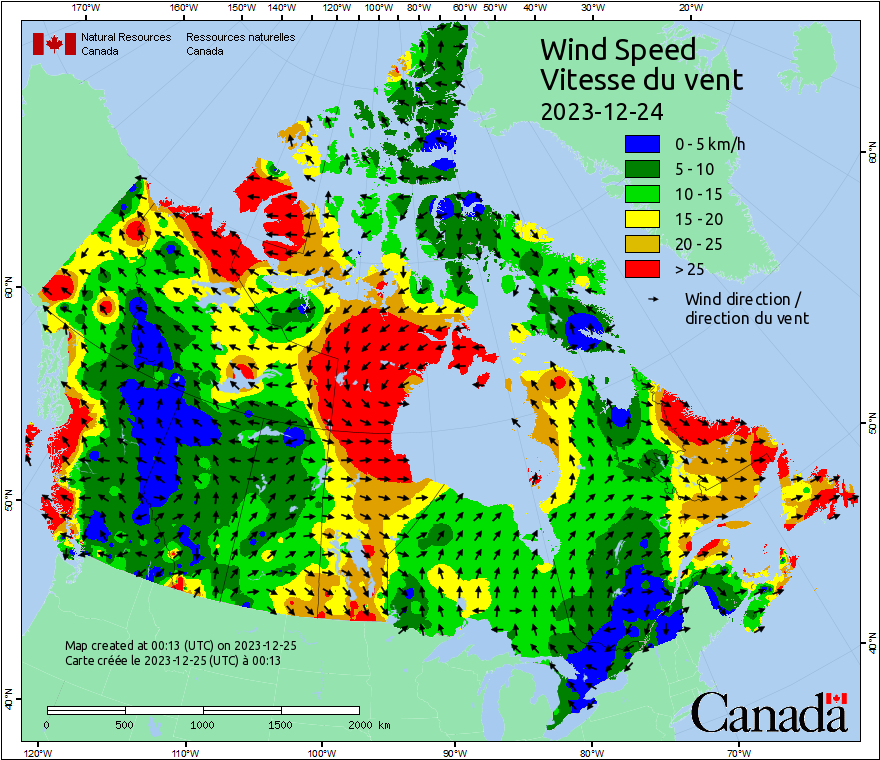 170°W 160°W 150°W 140°W 120°W 100°W 80°W 60°W 50°W 40°W 30°W 20°W
Natural Resources Ressources naturelles
Canada Canada
Wind Speed
Vitesse du vent
2023-12-24
0 - 5 km/h
5 - 10
10 - 15
15 - 20
20 - 25
> 25
Wind direction /
direction du vent
60°N
60°N
50°N
50°N
40°N
40°N
Map created at 00:13 (UTC) on 2023-12-25
Carte créée le 2023-12-25 (UTC) à 00:13
0 500 1000 1500 2000 km
Canada
120°W 110°W 100°W 90°W 80°W 70°W